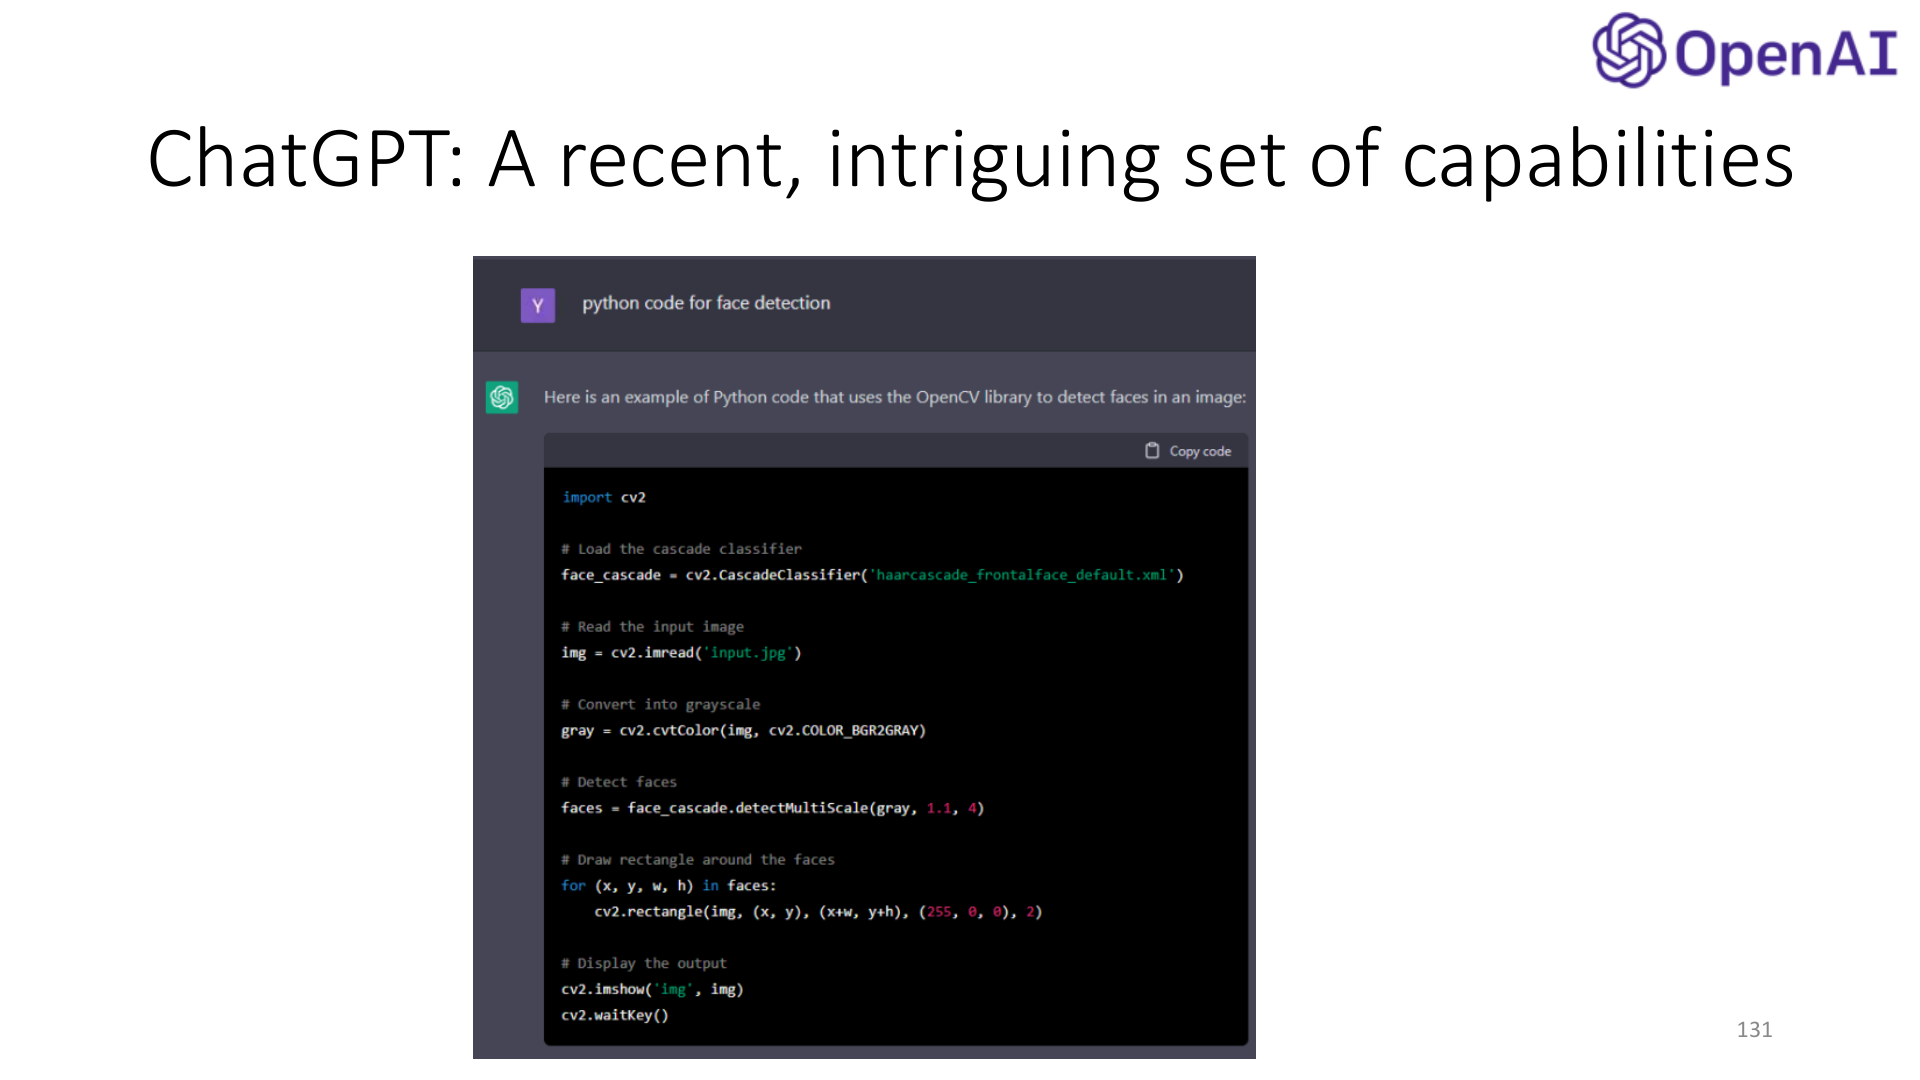 OpenAI
ChatGPT: A recent, intriguing set of capabilities
Y
python code for face detection
Here is an example of Python code that uses the OpenCV library to detect faces in an image:
Copy code
import cv2
# Load the cascade classifier
face_cascade = cv2.CascadeClassifier('haarcascade_frontalface_default.xml')
# Read the input image
img = cv2.imread('input.jpg')
# Convert into grayscale
gray = cv2.cvtColor(img, cv2.COLOR_BGR2GRAY)
# Detect faces
faces = face_cascade.detectMultiScale(gray, 1.1, 4)
# Draw rectangle around the faces
for (x, y, w, h) in faces:
    cv2.rectangle(img, (x, y), (x+w, y+h), (255, 0, 0), 2)
# Display the output
cv2.imshow('img', img)
cv2.waitKey()
131